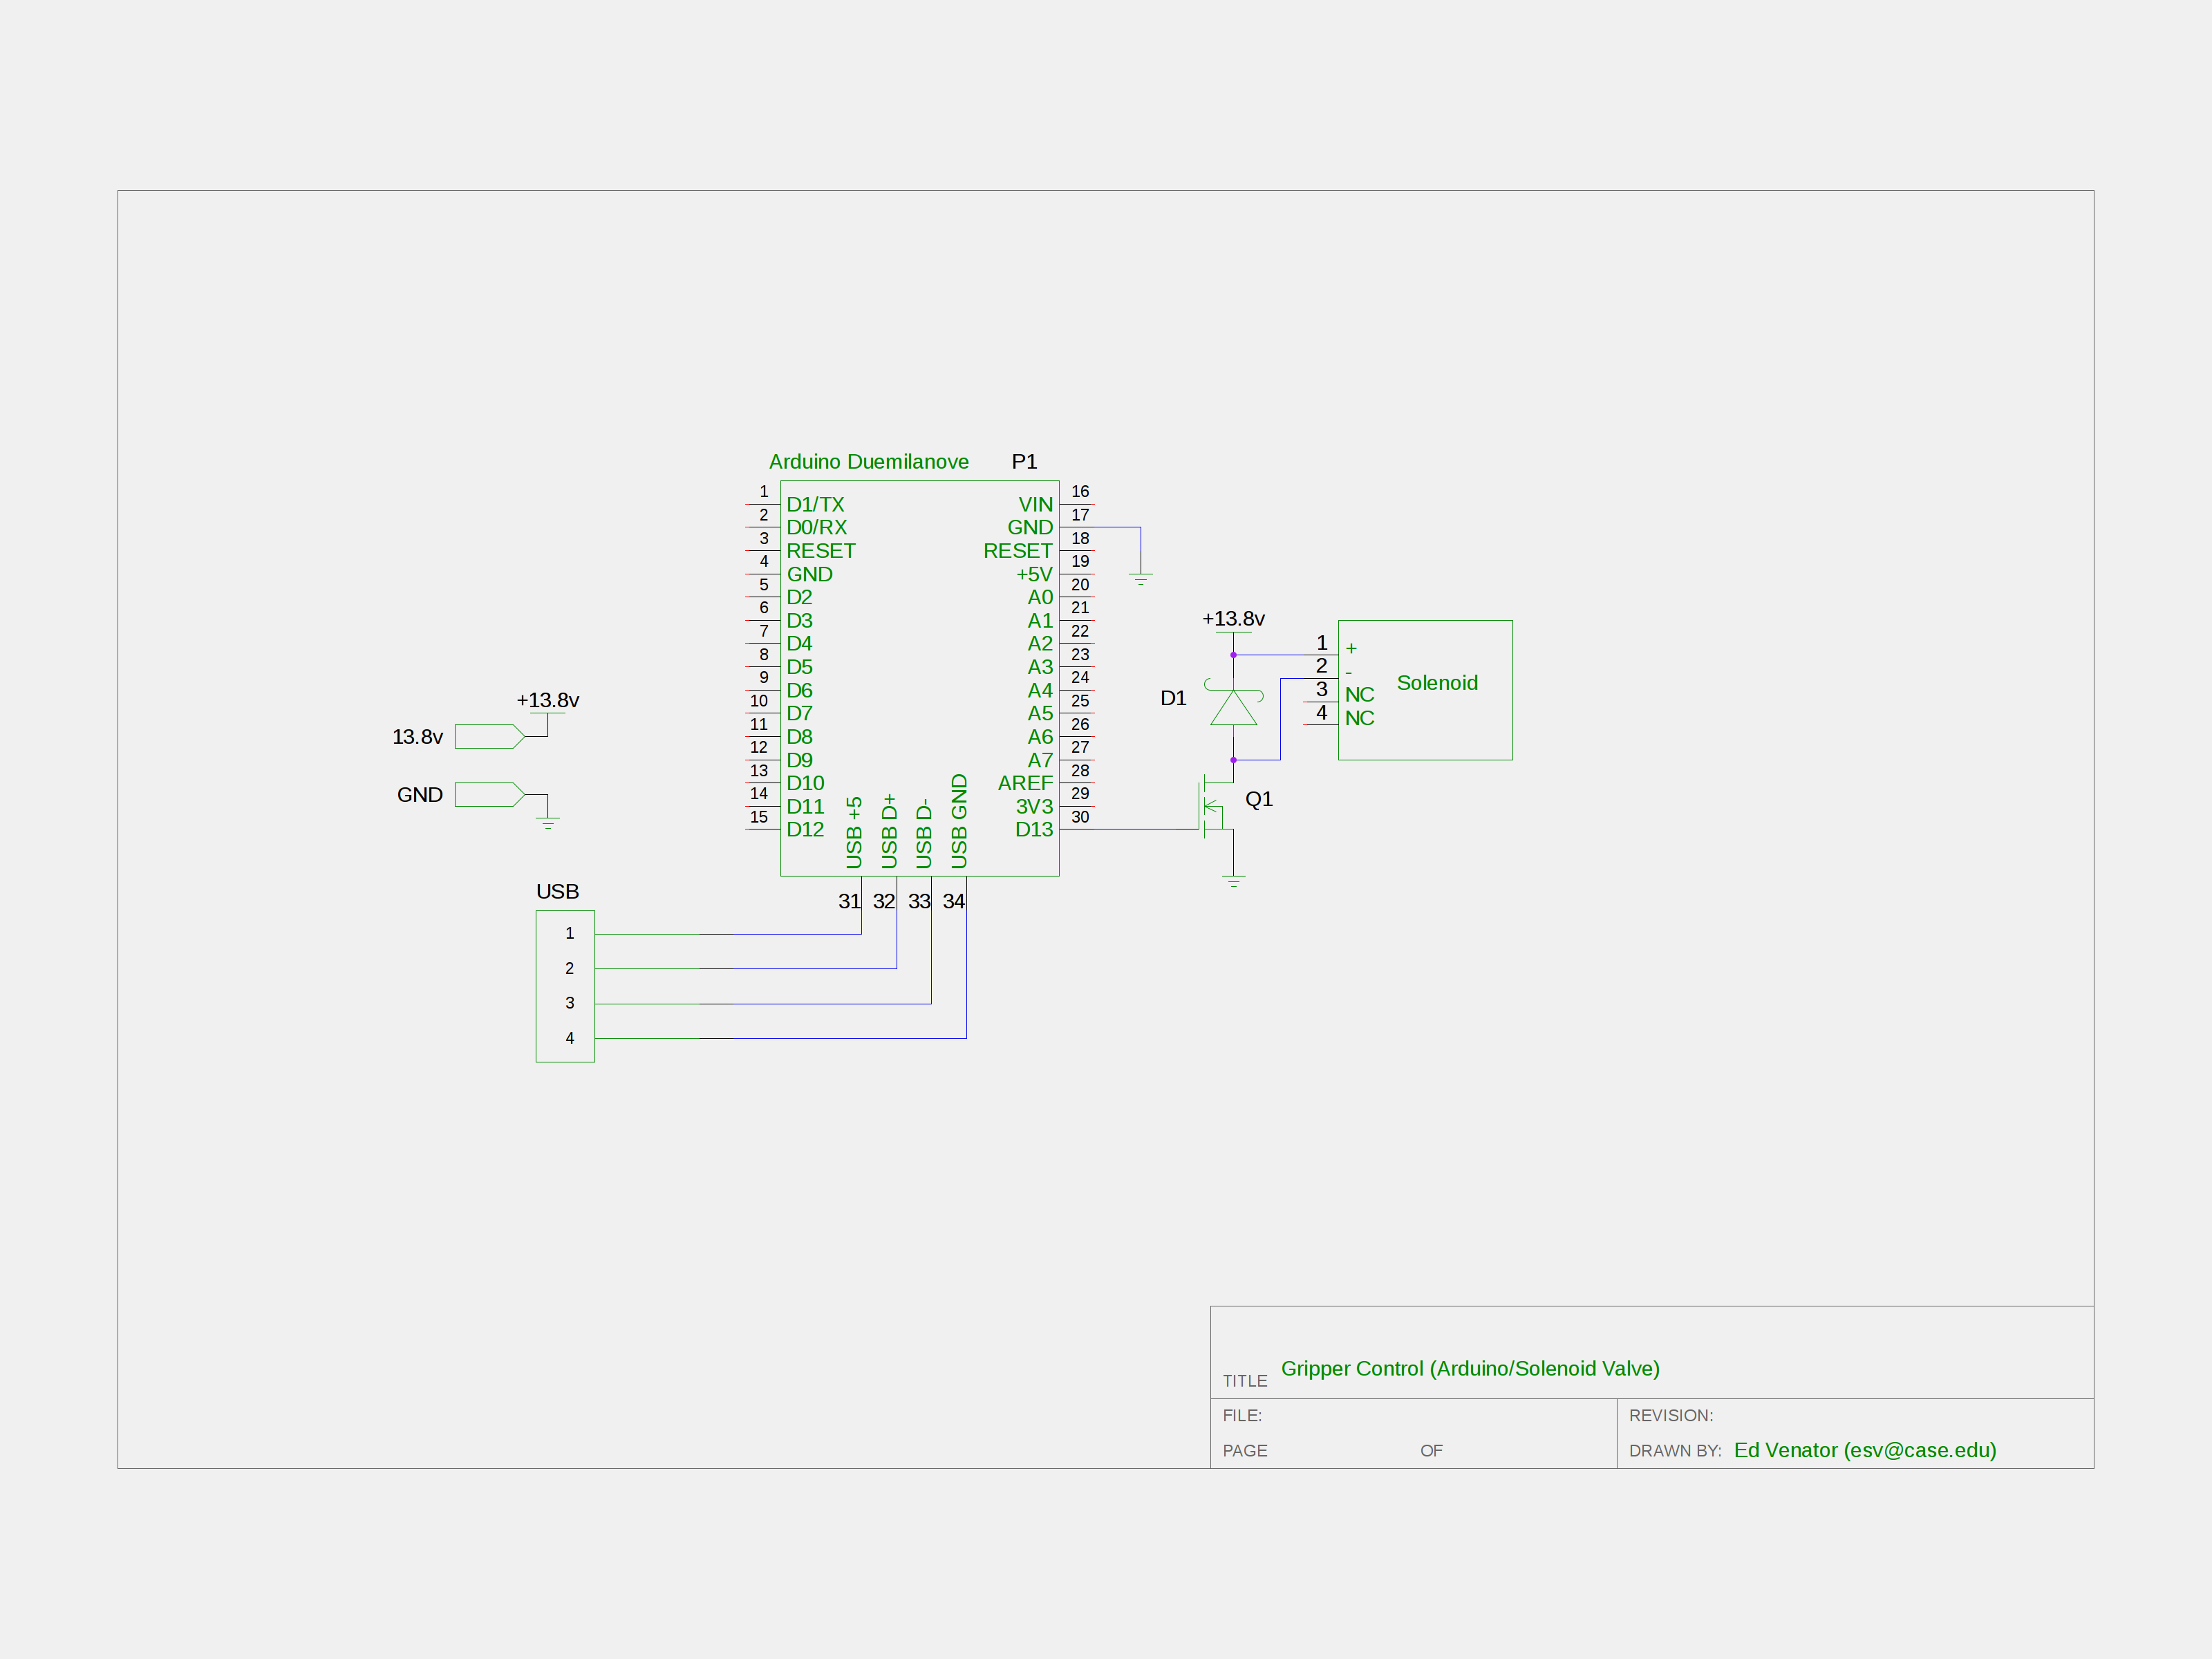 Arduino Duemilanove P1
1 D1/TX VIN 16
2 D0/RX GND 17
3 RESET RESET 18
4 GND +5V 19
5 D2 A0 20
6 D3 A1 21
7 D4 A2 22
8 D5 A3 23
9 D6 A4 24
10 D7 A5 25
11 D8 A6 26
12 D9 A7 27
13 D10 AREF 28
14 D11 3V3 29
15 D12 D13 30
USB +5
USB D+
USB D-
USB GND
31 32 33 34
+13.8v
13.8v
GND
USB
1
2
3
4
+13.8v
D1
Q1
1 +
2 -
3 NC
4 NC
Solenoid
TITLE Gripper Control (Arduino/Solenoid Valve)
FILE: REVISION:
PAGE OF DRAWN BY: Ed Venator (esv@case.edu)